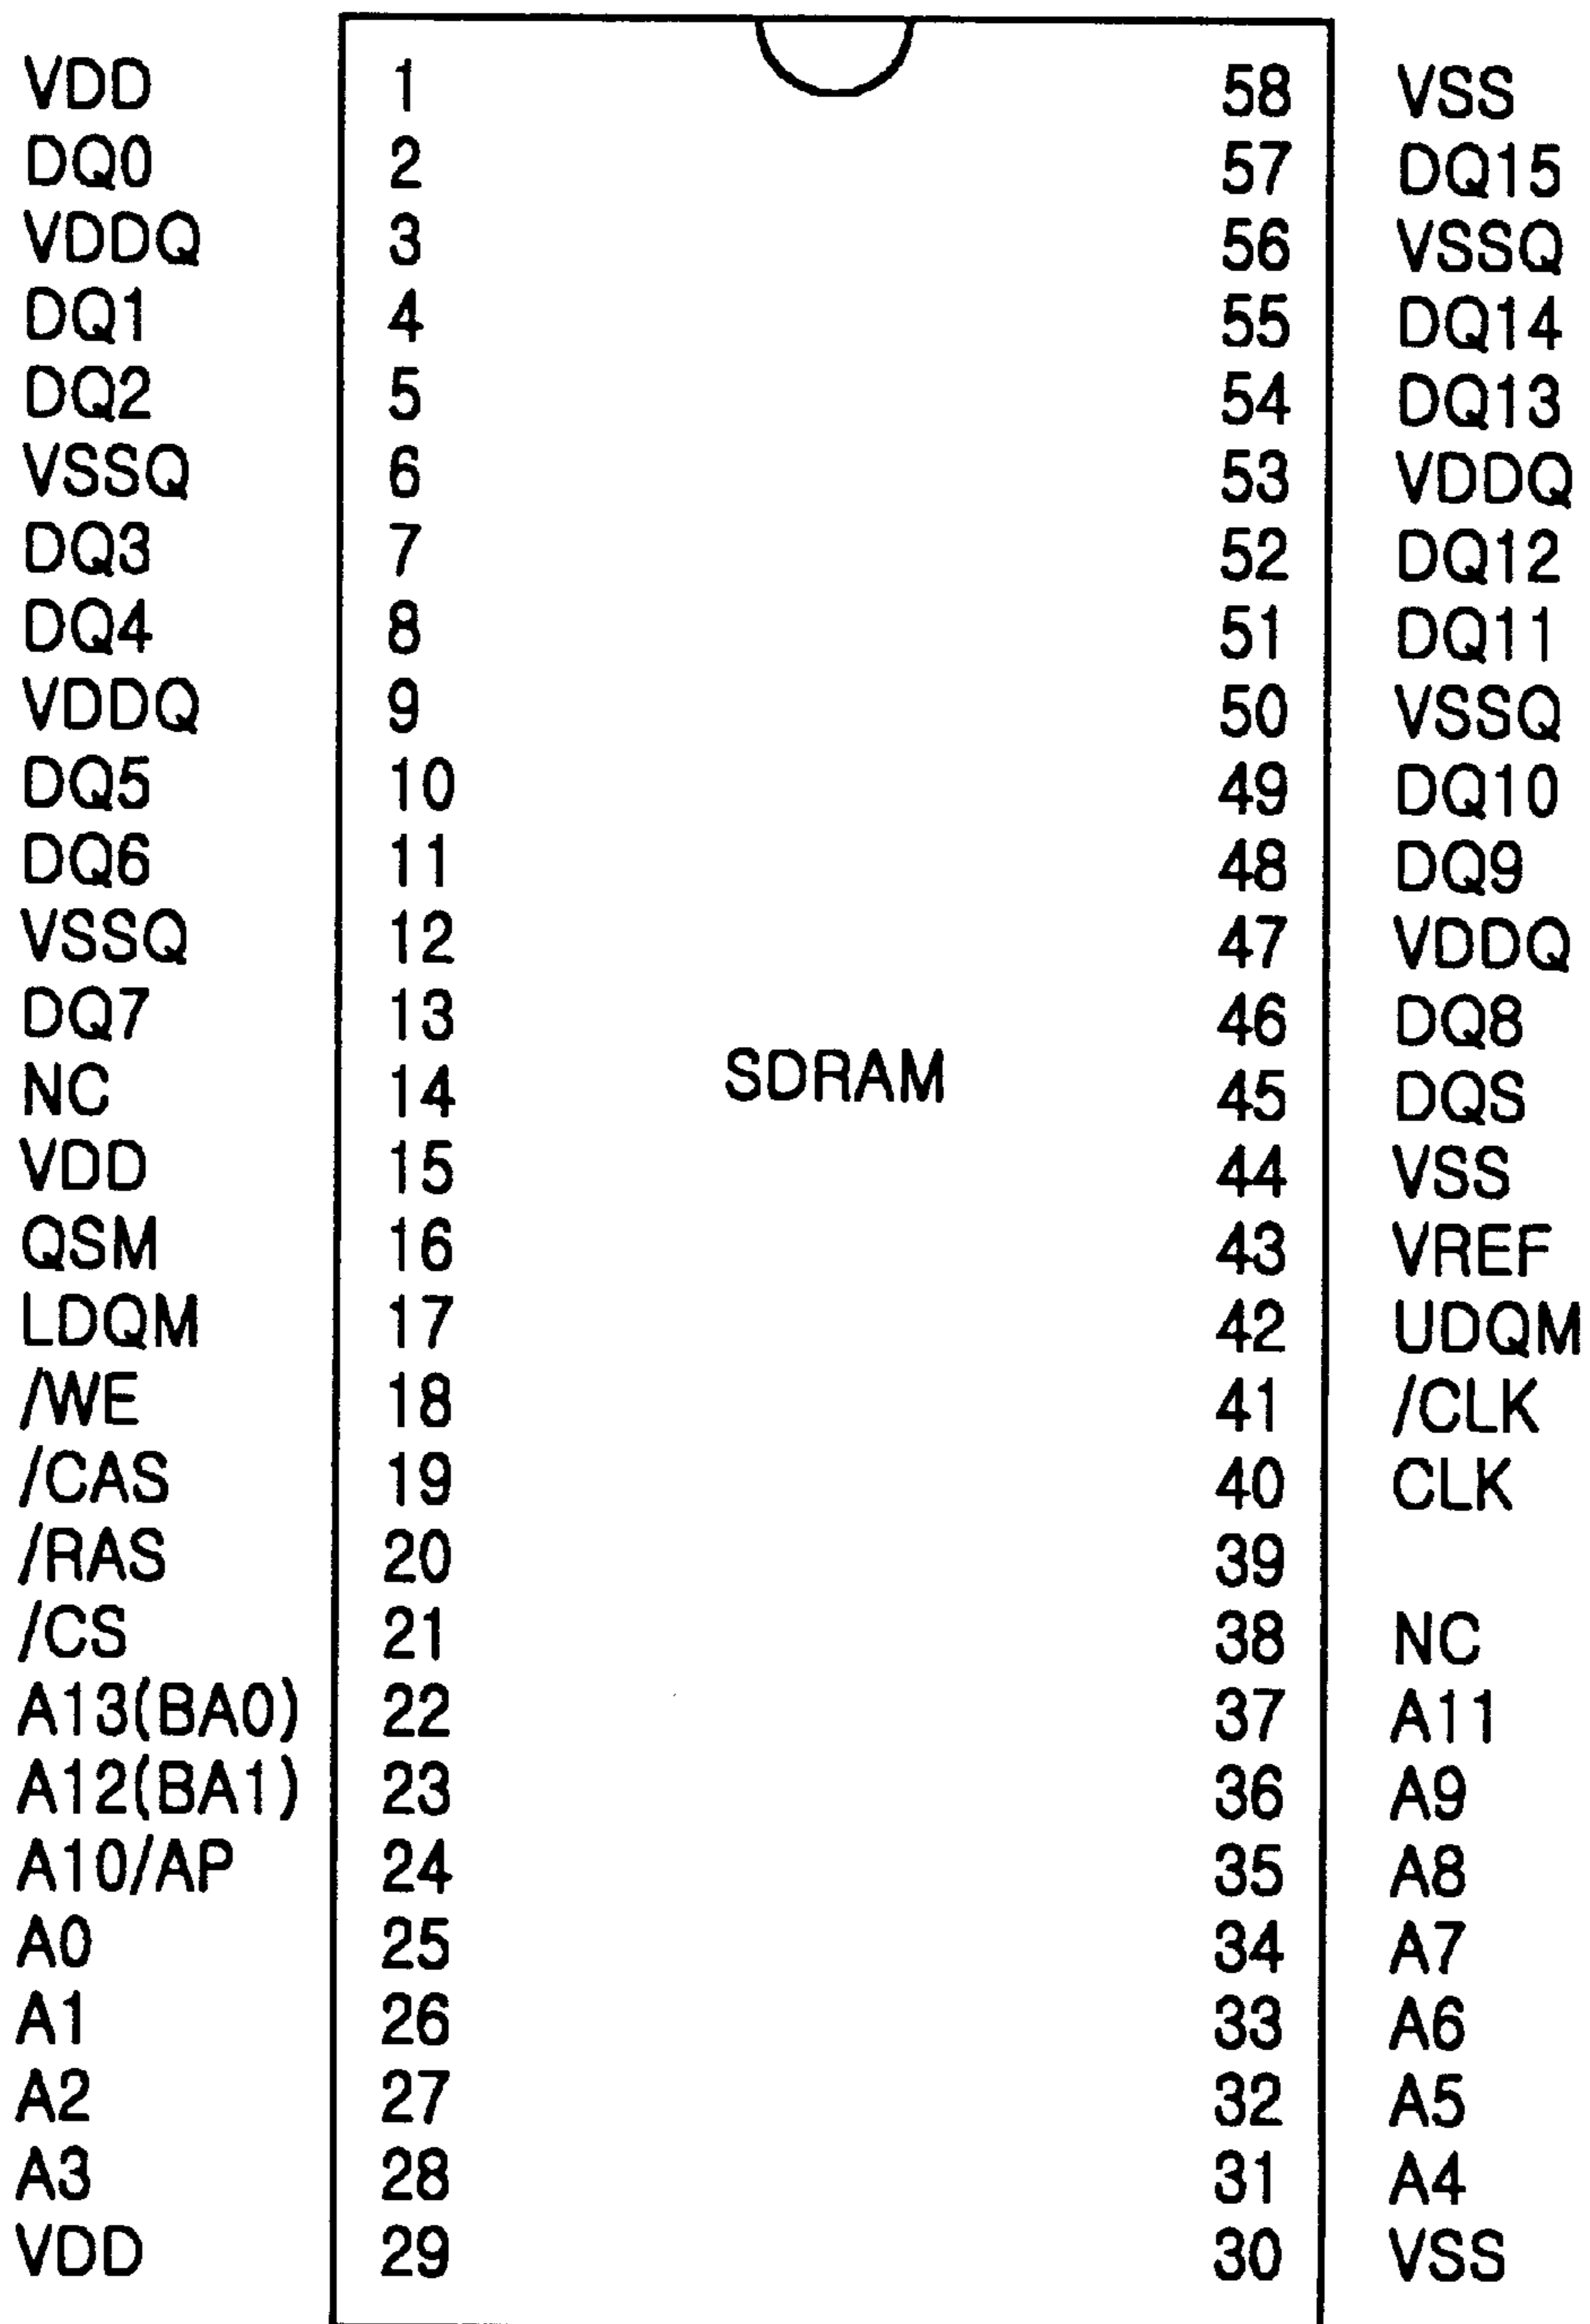 VDD 1 58 VSS
DQ0 2 57 DQ15
VDDQ 3 56 VSSQ
DQ1 4 55 DQ14
DQ2 5 54 DQ13
VSSQ 6 53 VDDQ
DQ3 7 52 DQ12
DQ4 8 51 DQ11
VDDQ 9 50 VSSQ
DQ5 10 49 DQ10
DQ6 11 48 DQ9
VSSQ 12 47 VDDQ
DQ7 13 46 DQ8
NC 14 SDRAM 45 DQS
VDD 15 44 VSS
QSM 16 43 VREF
LDQM 17 42 UDQM
/WE 18 41 /CLK
/CAS 19 40 CLK
/RAS 20 39
/CS 21 38 NC
A13(BA0) 22 37 A11
A12(BA1) 23 36 A9
A10/AP 24 35 A8
A0 25 34 A7
A1 26 33 A6
A2 27 32 A5
A3 28 31 A4
VDD 29 30 VSS